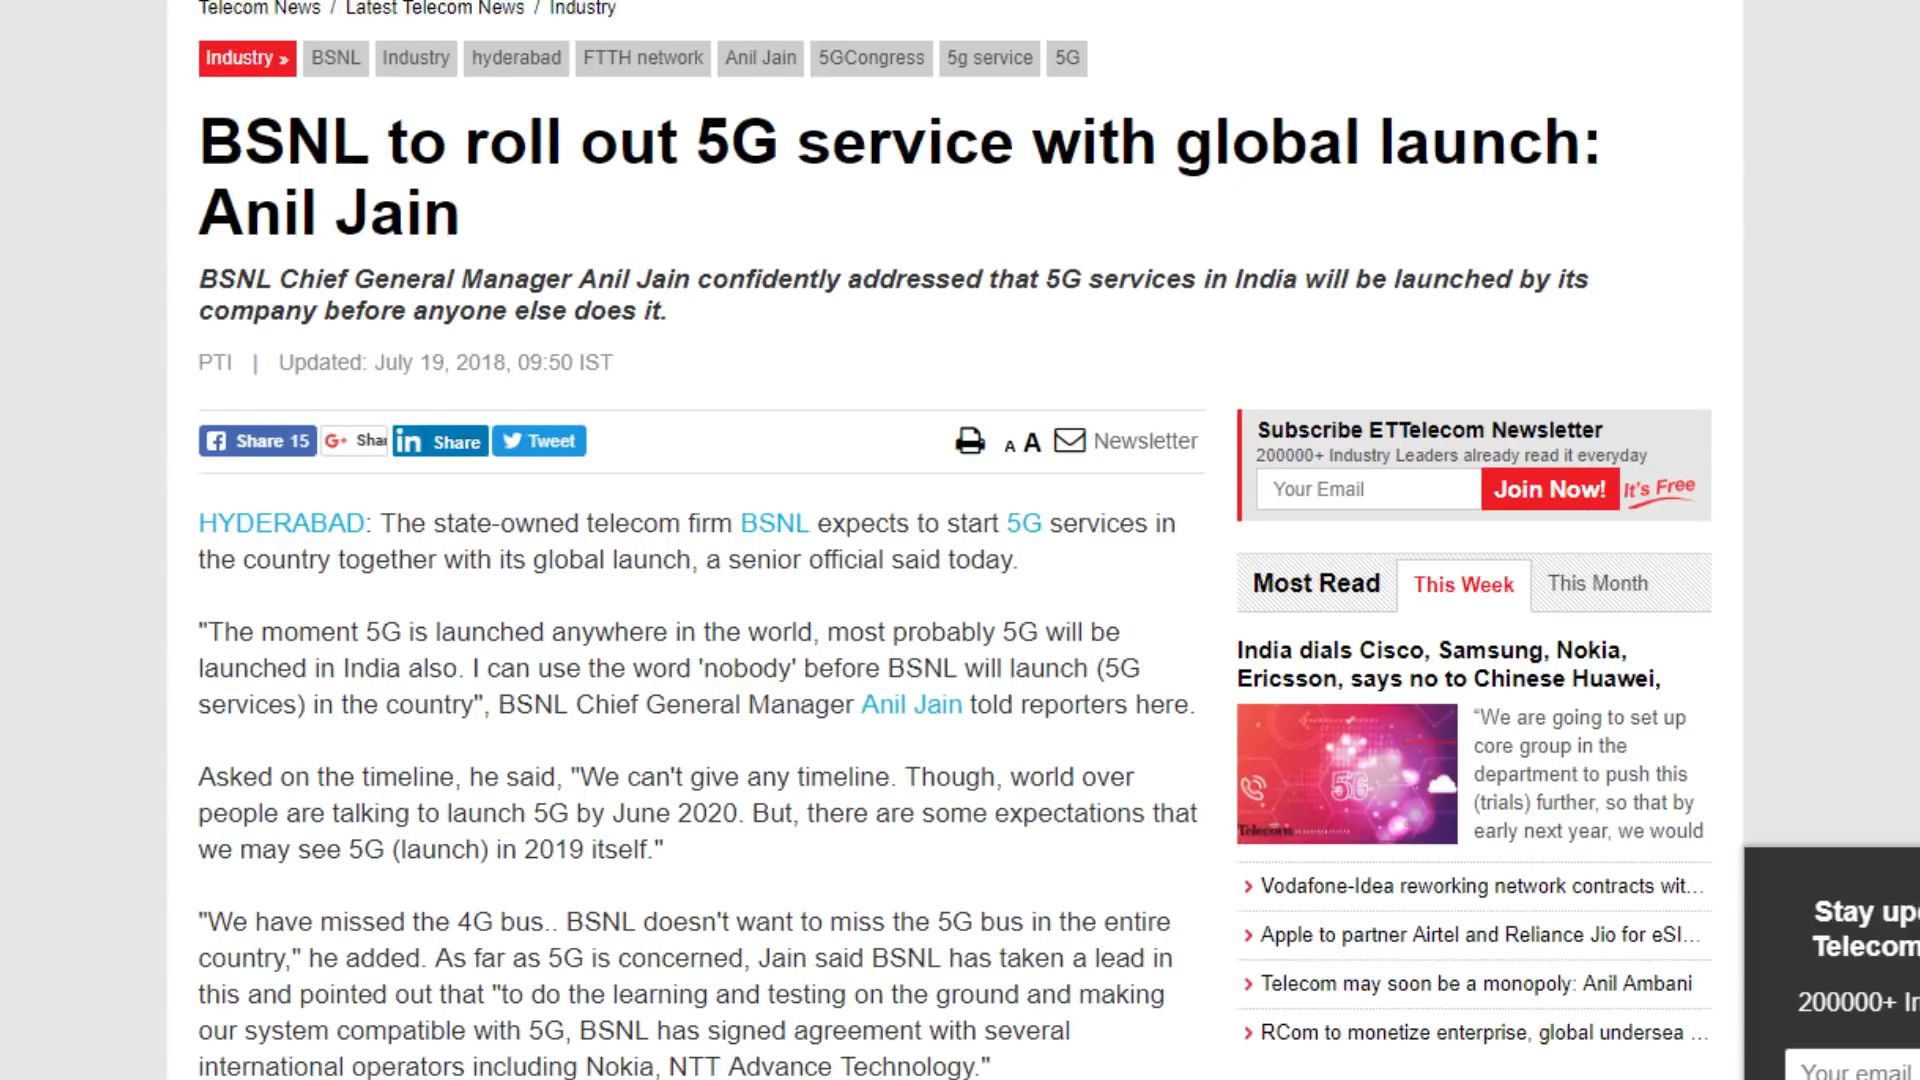 Telecom News / Latest Telecom News / Industry
Industry » BSNL Industry hyderabad FTTH network Anil Jain 5GCongress 5g service 5G
BSNL to roll out 5G service with global launch:
Anil Jain
BSNL Chief General Manager Anil Jain confidently addressed that 5G services in India will be launched by its
company before anyone else does it.
PTI | Updated: July 19, 2018, 09:50 IST
Share 15 G+ Shar in Share Tweet
A A Newsletter
HYDERABAD: The state-owned telecom firm BSNL expects to start 5G services in
the country together with its global launch, a senior official said today.
"The moment 5G is launched anywhere in the world, most probably 5G will be
launched in India also. I can use the word 'nobody' before BSNL will launch (5G
services) in the country", BSNL Chief General Manager Anil Jain told reporters here.
Asked on the timeline, he said, "We can't give any timeline. Though, world over
people are talking to launch 5G by June 2020. But, there are some expectations that
we may see 5G (launch) in 2019 itself."
"We have missed the 4G bus.. BSNL doesn't want to miss the 5G bus in the entire
country," he added. As far as 5G is concerned, Jain said BSNL has taken a lead in
this and pointed out that "to do the learning and testing on the ground and making
our system compatible with 5G, BSNL has signed agreement with several
international operators including Nokia, NTT Advance Technology."
Subscribe ETTelecom Newsletter
200000+ Industry Leaders already read it everyday
Your Email Join Now! It's Free
Most Read This Week This Month
India dials Cisco, Samsung, Nokia,
Ericsson, says no to Chinese Huawei,
5G
Telecom
“We are going to set up
core group in the
department to push this
(trials) further, so that by
early next year, we would
Vodafone-Idea reworking network contracts wit...
Apple to partner Airtel and Reliance Jio for eSI...
Telecom may soon be a monopoly: Anil Ambani
RCom to monetize enterprise, global undersea ...
Stay up
Telecom
200000+ In
Your email